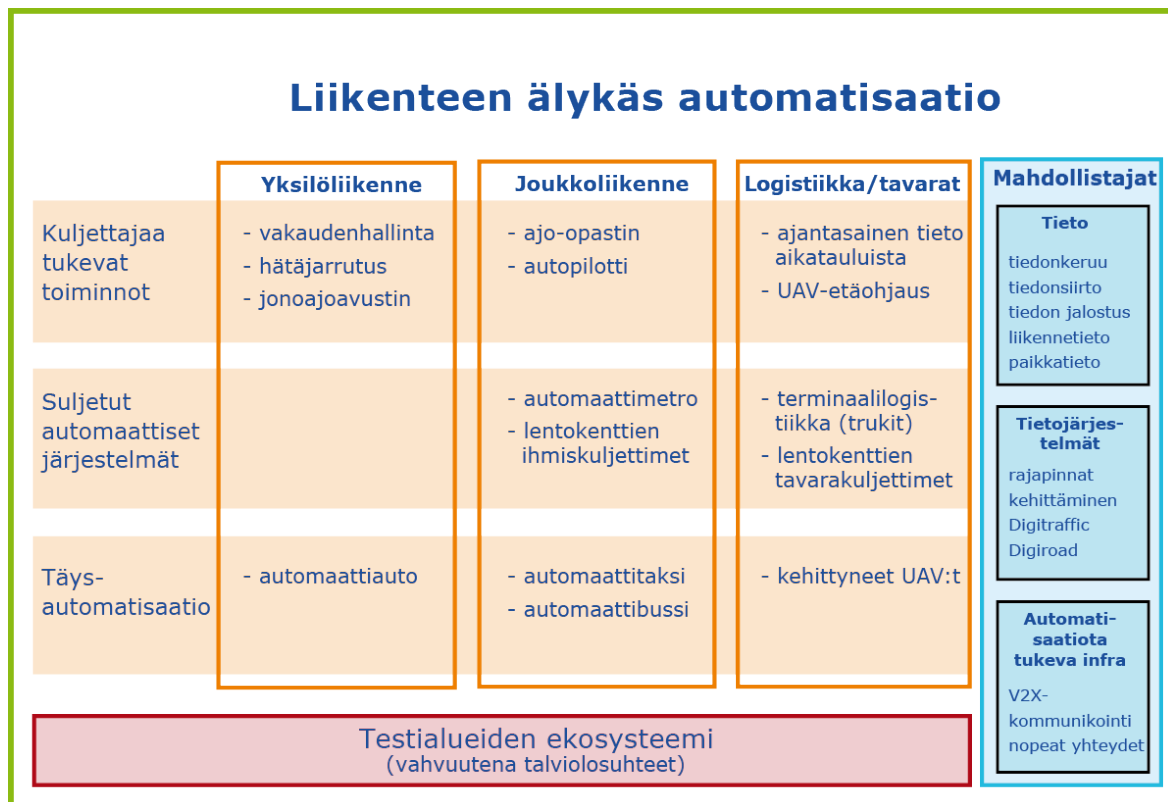 Liikenteen älykäs automatisaatio
Yksilöliikenne
Joukkoliikenne
Logistiikka/tavarat
Kuljettajaa
tukevat
toiminnot
- vakaudenhallinta
- hätäjarrutus
- jonoajoavustin
- ajo-opastin
- autopilotti
- ajantasainen tieto
aikatauluista
- UAV-etäohjaus
Suljetut
automaattiset
järjestelmät
- automaattimetro
- lentokenttien
ihmiskuljettimet
- terminaalilogis-
tiikka (trukit)
- lentokenttien
tavarakuljettimet
Täys-
automatisaatio
- automaattiauto
- automaattitaksi
- automaattibussi
- kehittyneet UAV:t
Testialueiden ekosysteemi
(vahvuutena talviolosuhteet)
Mahdollistajat
Tieto
tiedonkeruu
tiedonsiirto
tiedon jalostus
liikennetieto
paikkatieto
Tietojärjes-
telmät
rajapinnat
kehittäminen
Digitraffic
Digiroad
Automati-
saatiota
tukeva infra
V2X-
kommunikointi
nopeat yhteydet